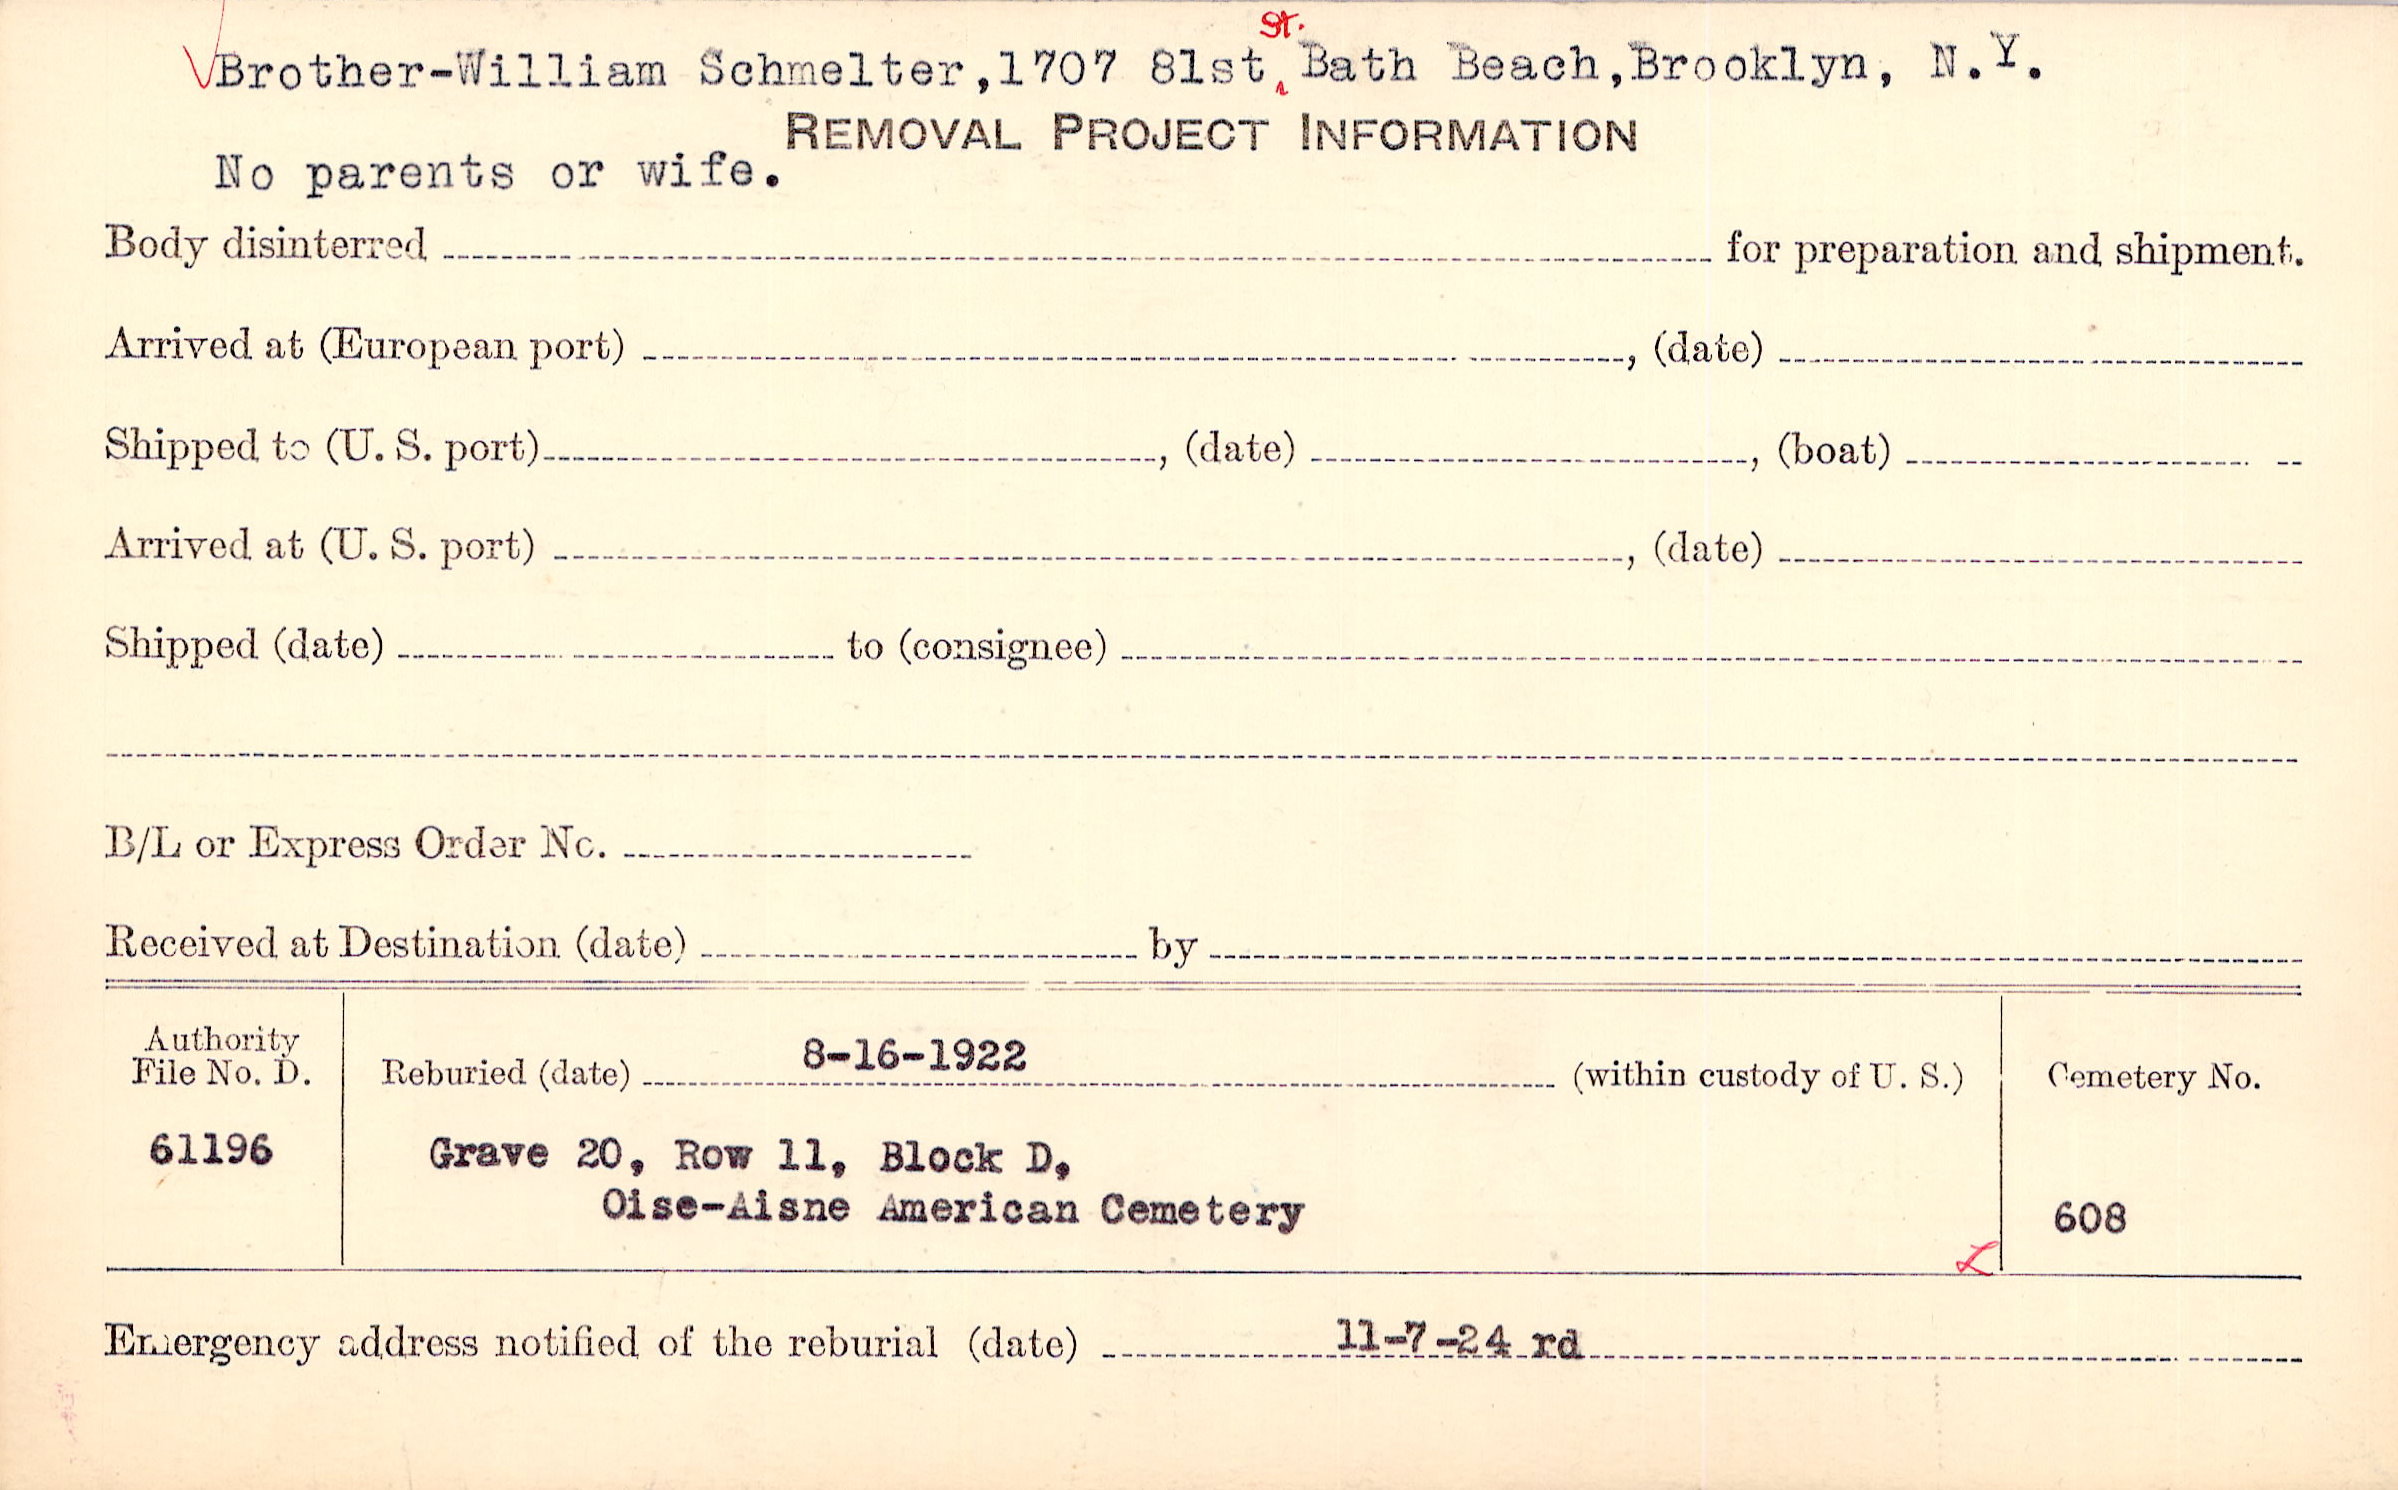 Brother-William Schmelter,1707 81st St. Bath Beach,Brooklyn, N.Y.
REMOVAL PROJECT INFORMATION
No parents or wife.
Body disinterred for preparation and shipment.
Arrived at (European port) , (date)
Shipped to (U. S. port) , (date) , (boat)
Arrived at (U. S. port) , (date)
Shipped (date) to (consignee)
B/L or Express Order No.
Received at Destination (date) by
Authority
File No. D.
61196
Reburied (date) 8-16-1922 (within custody of U. S.)
Grave 20, Row 11, Block D,
Oise-Aisne American Cemetery
Cemetery No.
608
L
Emergency address notified of the reburial (date) 11-7-24 rd